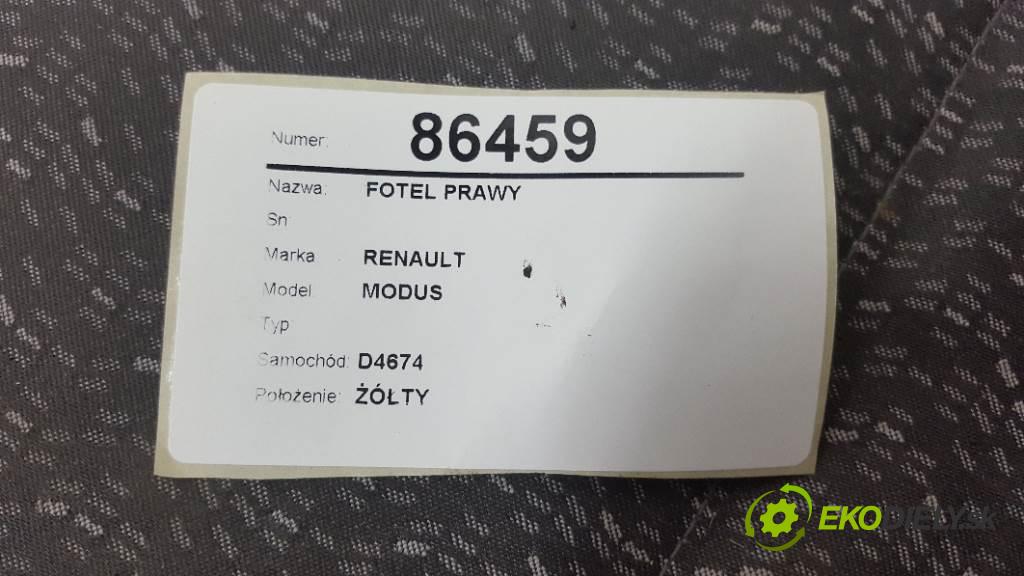 Numer: 86459
Nazwa: FOTEL PRAWY
Sn
Marka RENAULT
Model MODUS
Typ
Samochód: D4674
Położenie: ŻÓŁTY
EKODIELY.sk